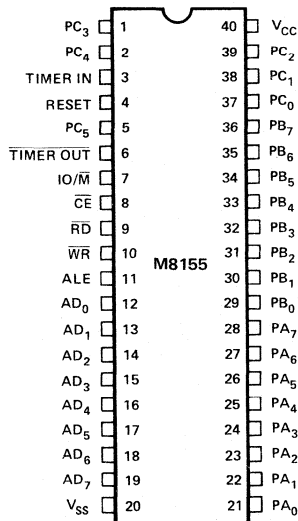 PC3 1 40 VCC
PC4 2 39 PC2
TIMER IN 3 38 PC1
RESET 4 37 PC0
PC5 5 36 PB7
TIMER OUT 6 35 PB6
IO/M 7 34 PB5
CE 8 33 PB4
RD 9 32 PB3
WR 10 31 PB2
M8155
ALE 11 30 PB1
AD0 12 29 PB0
AD1 13 28 PA7
AD2 14 27 PA6
AD3 15 26 PA5
AD4 16 25 PA4
AD5 17 24 PA3
AD6 18 23 PA2
AD7 19 22 PA1
VSS 20 21 PA0